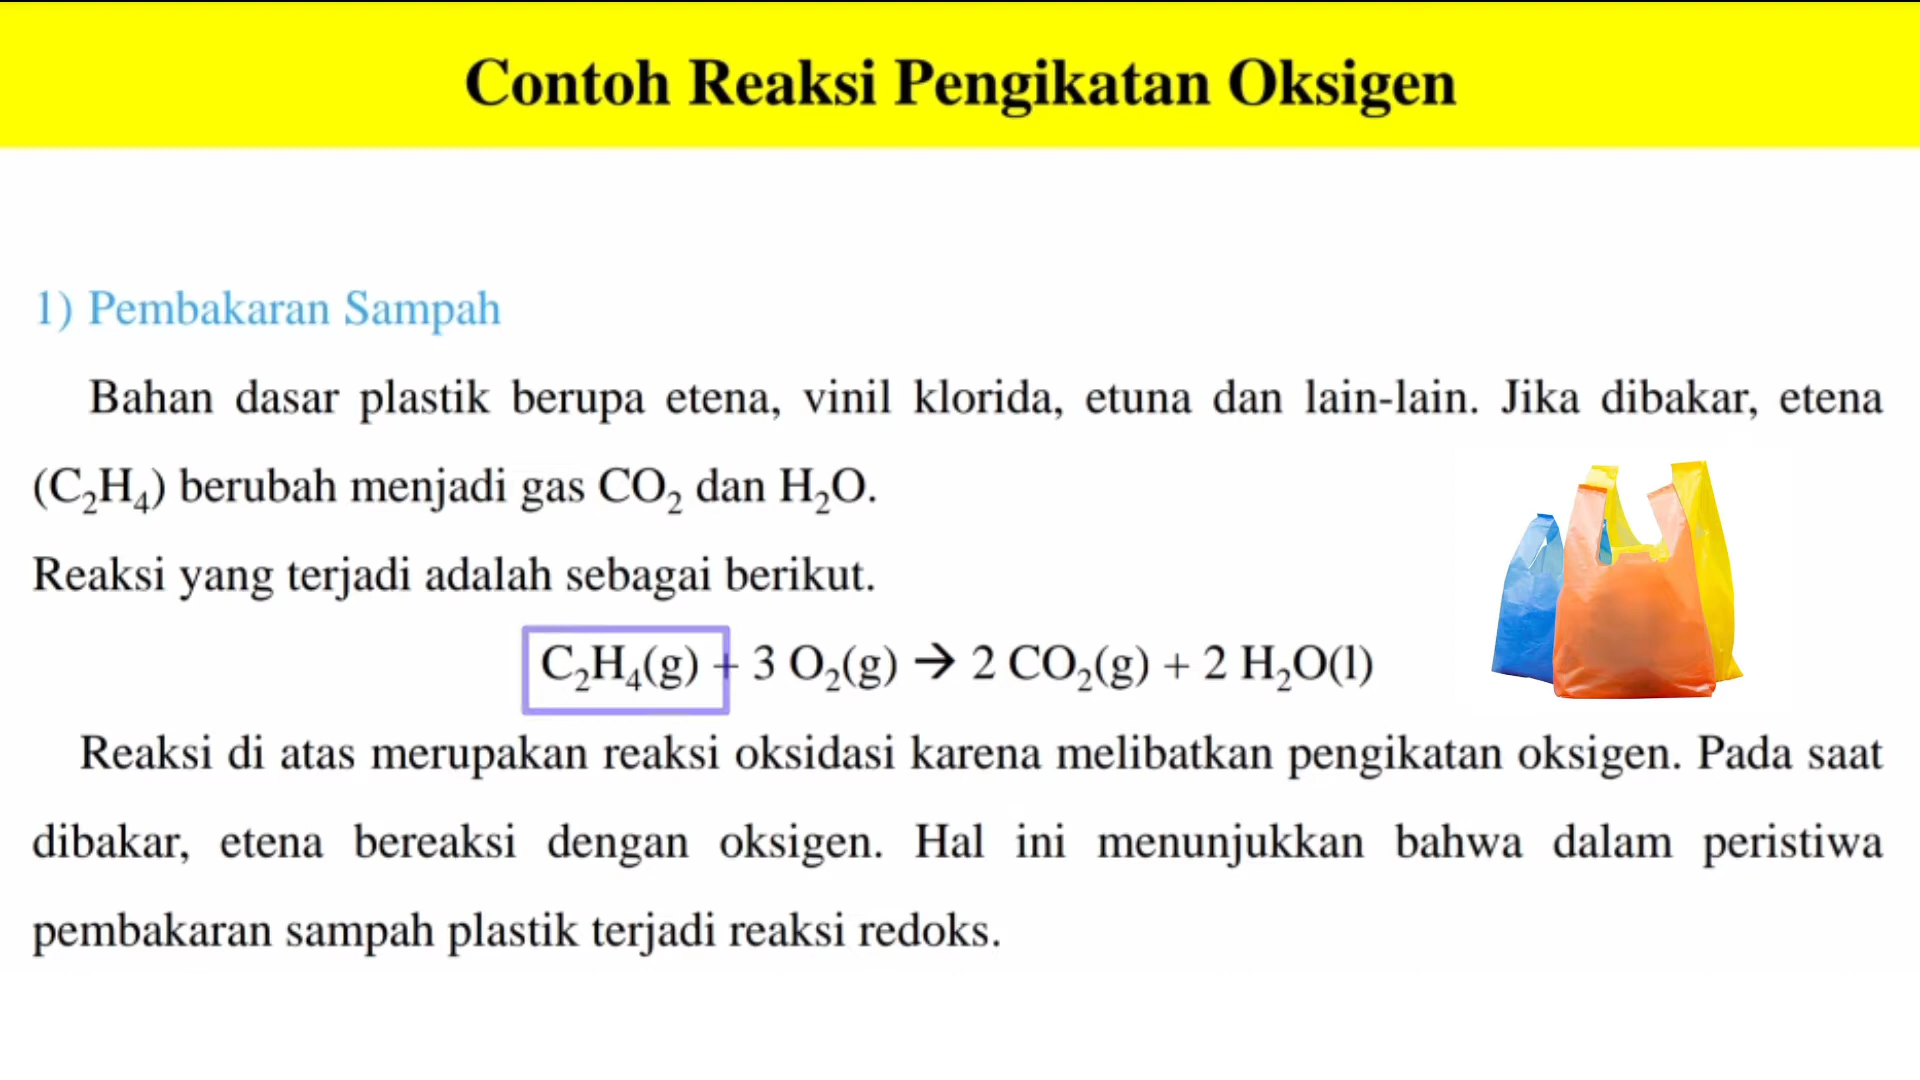 Contoh Reaksi Pengikatan Oksigen
1) Pembakaran Sampah
Bahan dasar plastik berupa etena, vinil klorida, etuna dan lain-lain. Jika dibakar, etena
(C₂H₄) berubah menjadi gas CO₂ dan H₂O.
Reaksi yang terjadi adalah sebagai berikut.
C₂H₄(g) + 3 O₂(g) → 2 CO₂(g) + 2 H₂O(l)
Reaksi di atas merupakan reaksi oksidasi karena melibatkan pengikatan oksigen. Pada saat
dibakar, etena bereaksi dengan oksigen. Hal ini menunjukkan bahwa dalam peristiwa
pembakaran sampah plastik terjadi reaksi redoks.